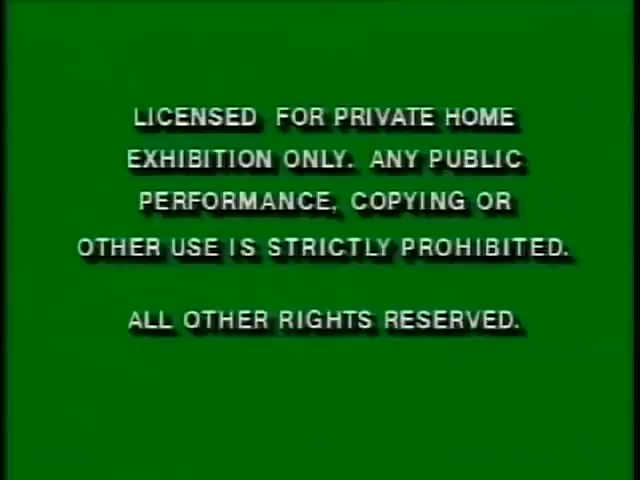 LICENSED FOR PRIVATE HOME
EXHIBITION ONLY. ANY PUBLIC
PERFORMANCE, COPYING OR
OTHER USE IS STRICTLY PROHIBITED.
ALL OTHER RIGHTS RESERVED.